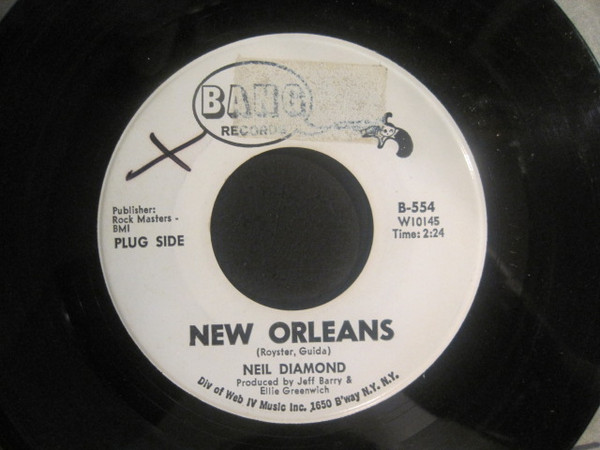 BANG
RECORDS
Publisher:
Rock Masters -
BMI
PLUG SIDE
B-554
W10145
Time: 2:24
NEW ORLEANS
(Royster, Guida)
NEIL DIAMOND
Produced by Jeff Barry &
Ellie Greenwich
Div of Web IV Music Inc. 1650 B'way N.Y. N.Y.